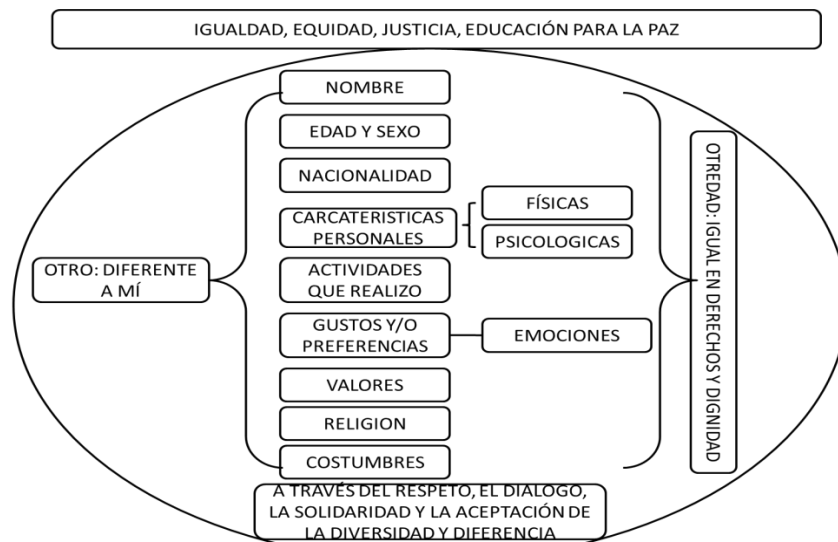 IGUALDAD, EQUIDAD, JUSTICIA, EDUCACIÓN PARA LA PAZ
OTRO: DIFERENTE
A MÍ
NOMBRE
EDAD Y SEXO
NACIONALIDAD
CARCATERISTICAS
PERSONALES
FÍSICAS
PSICOLOGICAS
ACTIVIDADES
QUE REALIZO
GUSTOS Y/O
PREFERENCIAS
EMOCIONES
VALORES
RELIGION
COSTUMBRES
OTREDAD: IGUAL EN DERECHOS Y DIGNIDAD
A TRAVÉS DEL RESPETO, EL DIALOGO,
LA SOLIDARIDAD Y LA ACEPTACIÓN DE
LA DIVERSIDAD Y DIFERENCIA